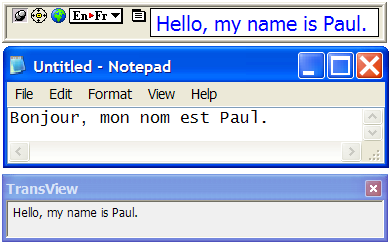 En▸Fr Hello, my name is Paul.
Untitled - Notepad
File Edit Format View Help
Bonjour, mon nom est Paul.
TransView
Hello, my name is Paul.